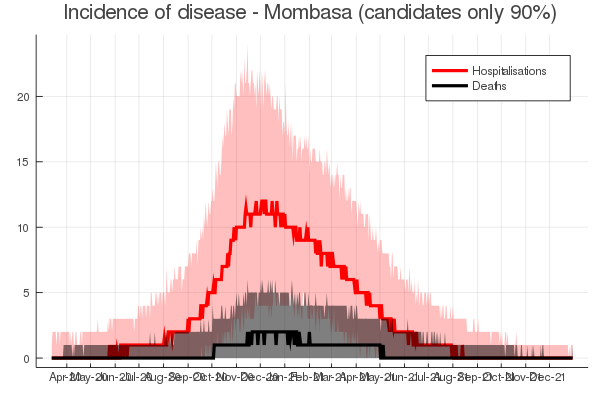 Incidence of disease - Mombasa (candidates only 90%)
Hospitalisations
Deaths
20
15
10
5
0
Apr-20 May-20 Jun-20 Jul-20 Aug-20 Sep-20 Oct-20 Nov-20 Dec-20 Jan-21 Feb-21 Mar-21 Apr-21 May-21 Jun-21 Jul-21 Aug-21 Sep-21 Oct-21 Nov-21 Dec-21